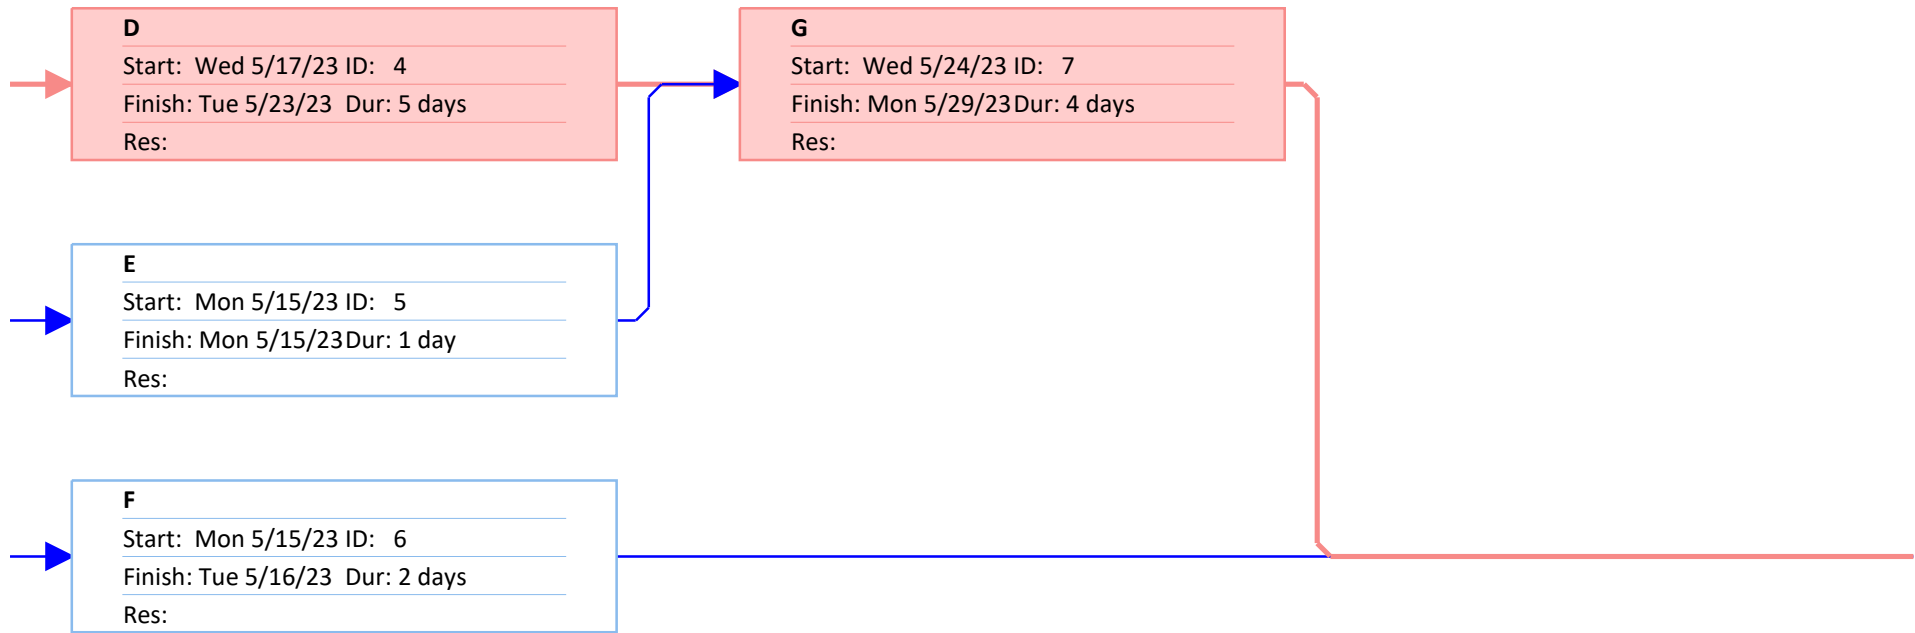 D
Start: Wed 5/17/23 ID: 4
Finish: Tue 5/23/23 Dur: 5 days
Res:
G
Start: Wed 5/24/23 ID: 7
Finish: Mon 5/29/23 Dur: 4 days
Res:
E
Start: Mon 5/15/23 ID: 5
Finish: Mon 5/15/23 Dur: 1 day
Res:
F
Start: Mon 5/15/23 ID: 6
Finish: Tue 5/16/23 Dur: 2 days
Res: